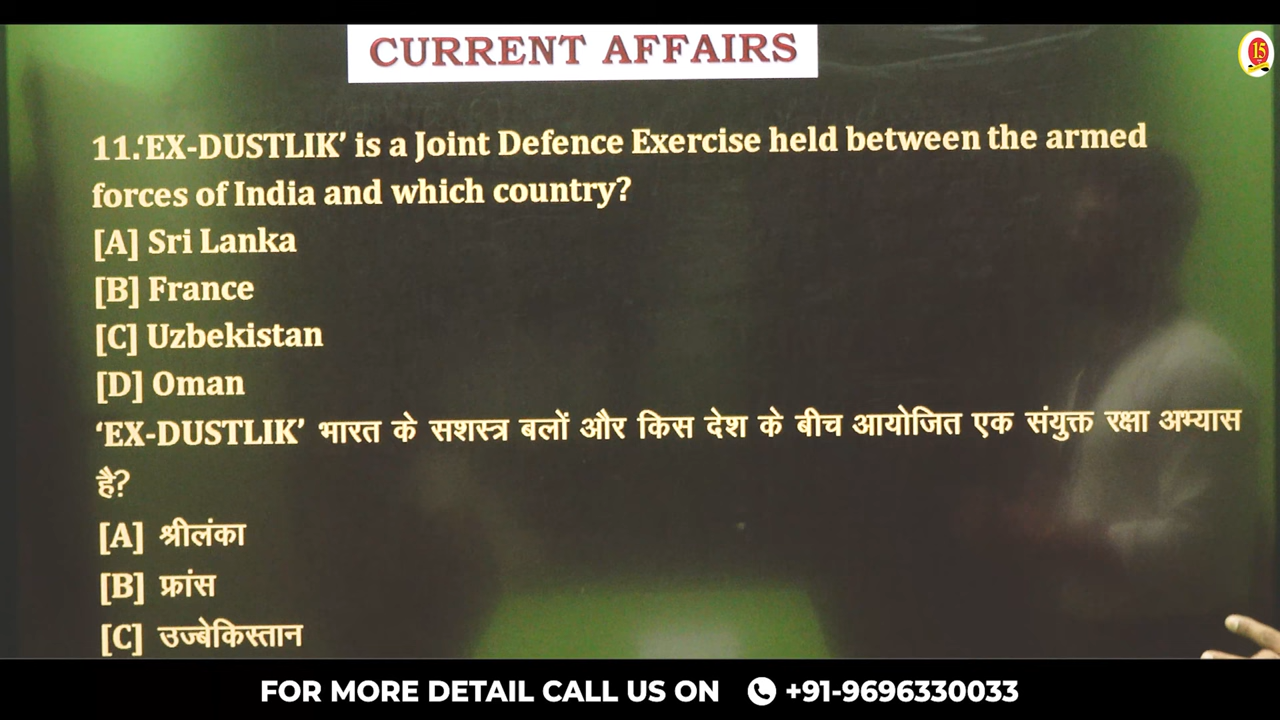 CURRENT AFFAIRS
15
11.‘EX-DUSTLIK’ is a Joint Defence Exercise held between the armed
forces of India and which country?
[A] Sri Lanka
[B] France
[C] Uzbekistan
[D] Oman
‘EX-DUSTLIK’ भारत के सशस्त्र बलों और किस देश के बीच आयोजित एक संयुक्त रक्षा अभ्यास
है?
[A] श्रीलंका
[B] फ्रांस
[C] उज्बेकिस्तान
FOR MORE DETAIL CALL US ON +91-9696330033